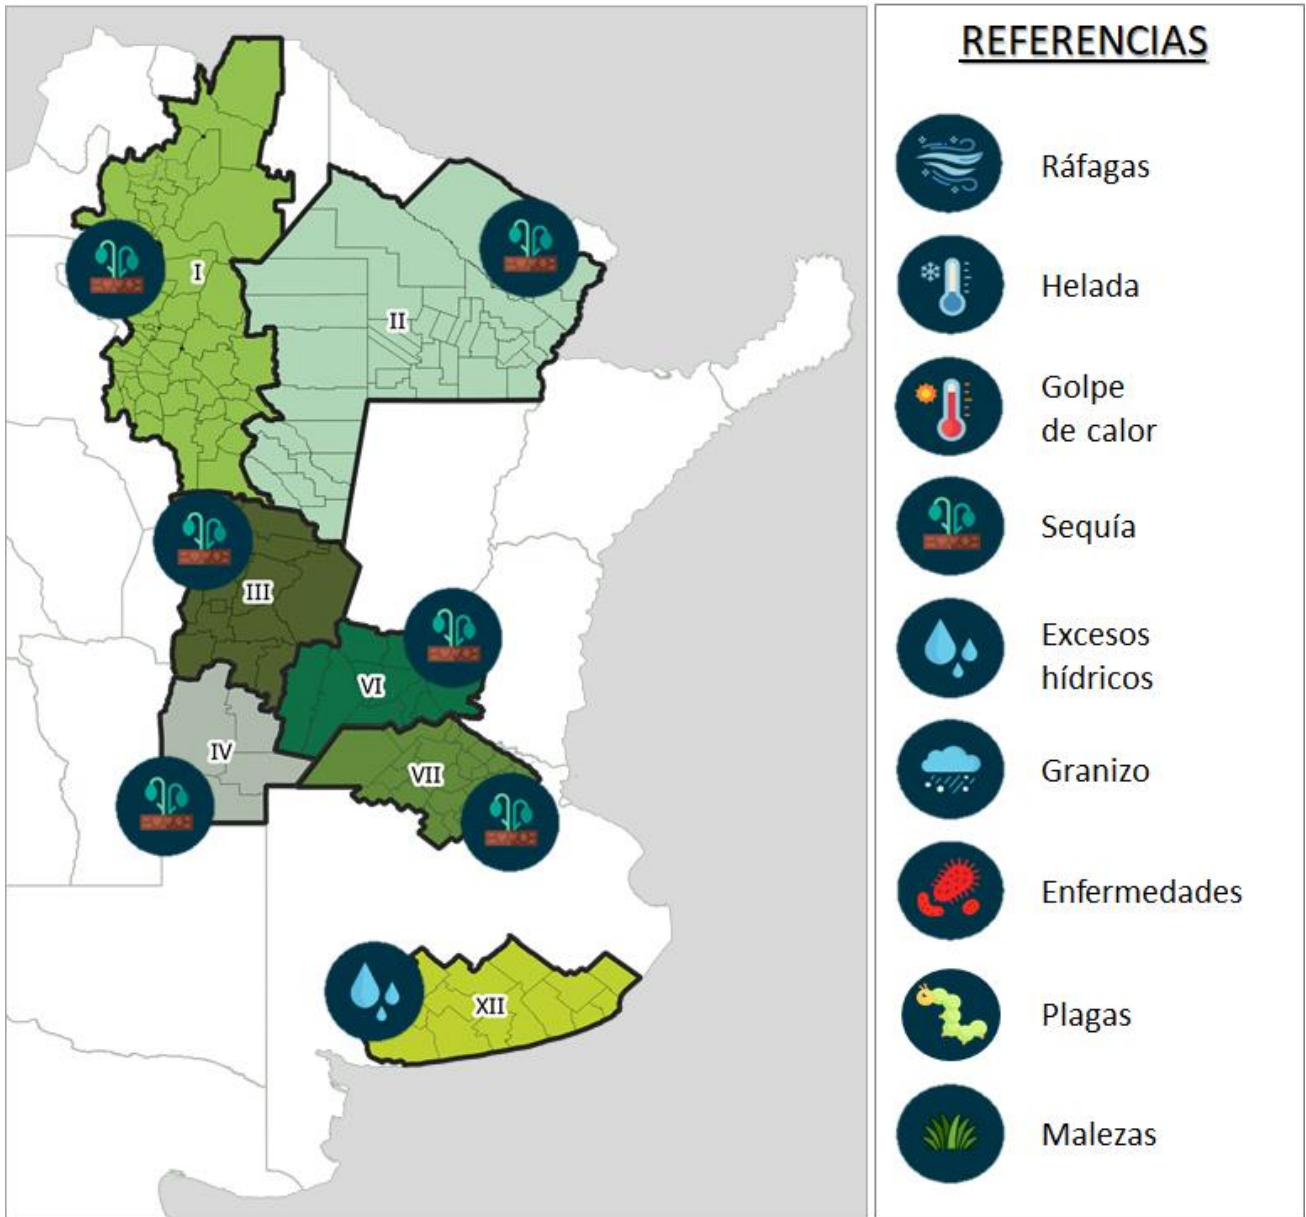 REFERENCIAS
Ráfagas
Helada
Golpe
de calor
Sequía
Excesos
hídricos
Granizo
Enfermedades
Plagas
Malezas
I
II
III
VI
IV
VII
XII